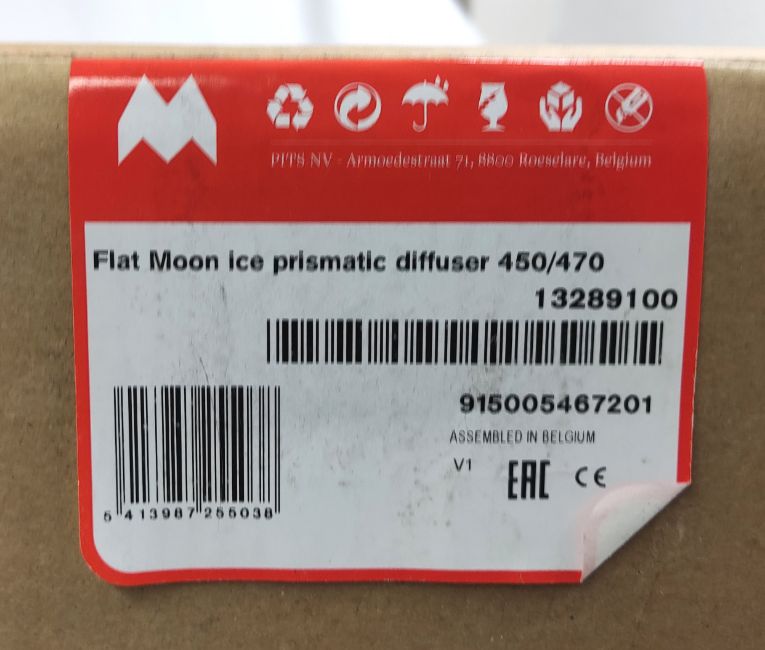 PITS NV - Armoedestraat 71, 8800 Roeselare, Belgium
Flat Moon ice prismatic diffuser 450/470
13289100
915005467201
ASSEMBLED IN BELGIUM
V1 EAC CE
5 413987 255038